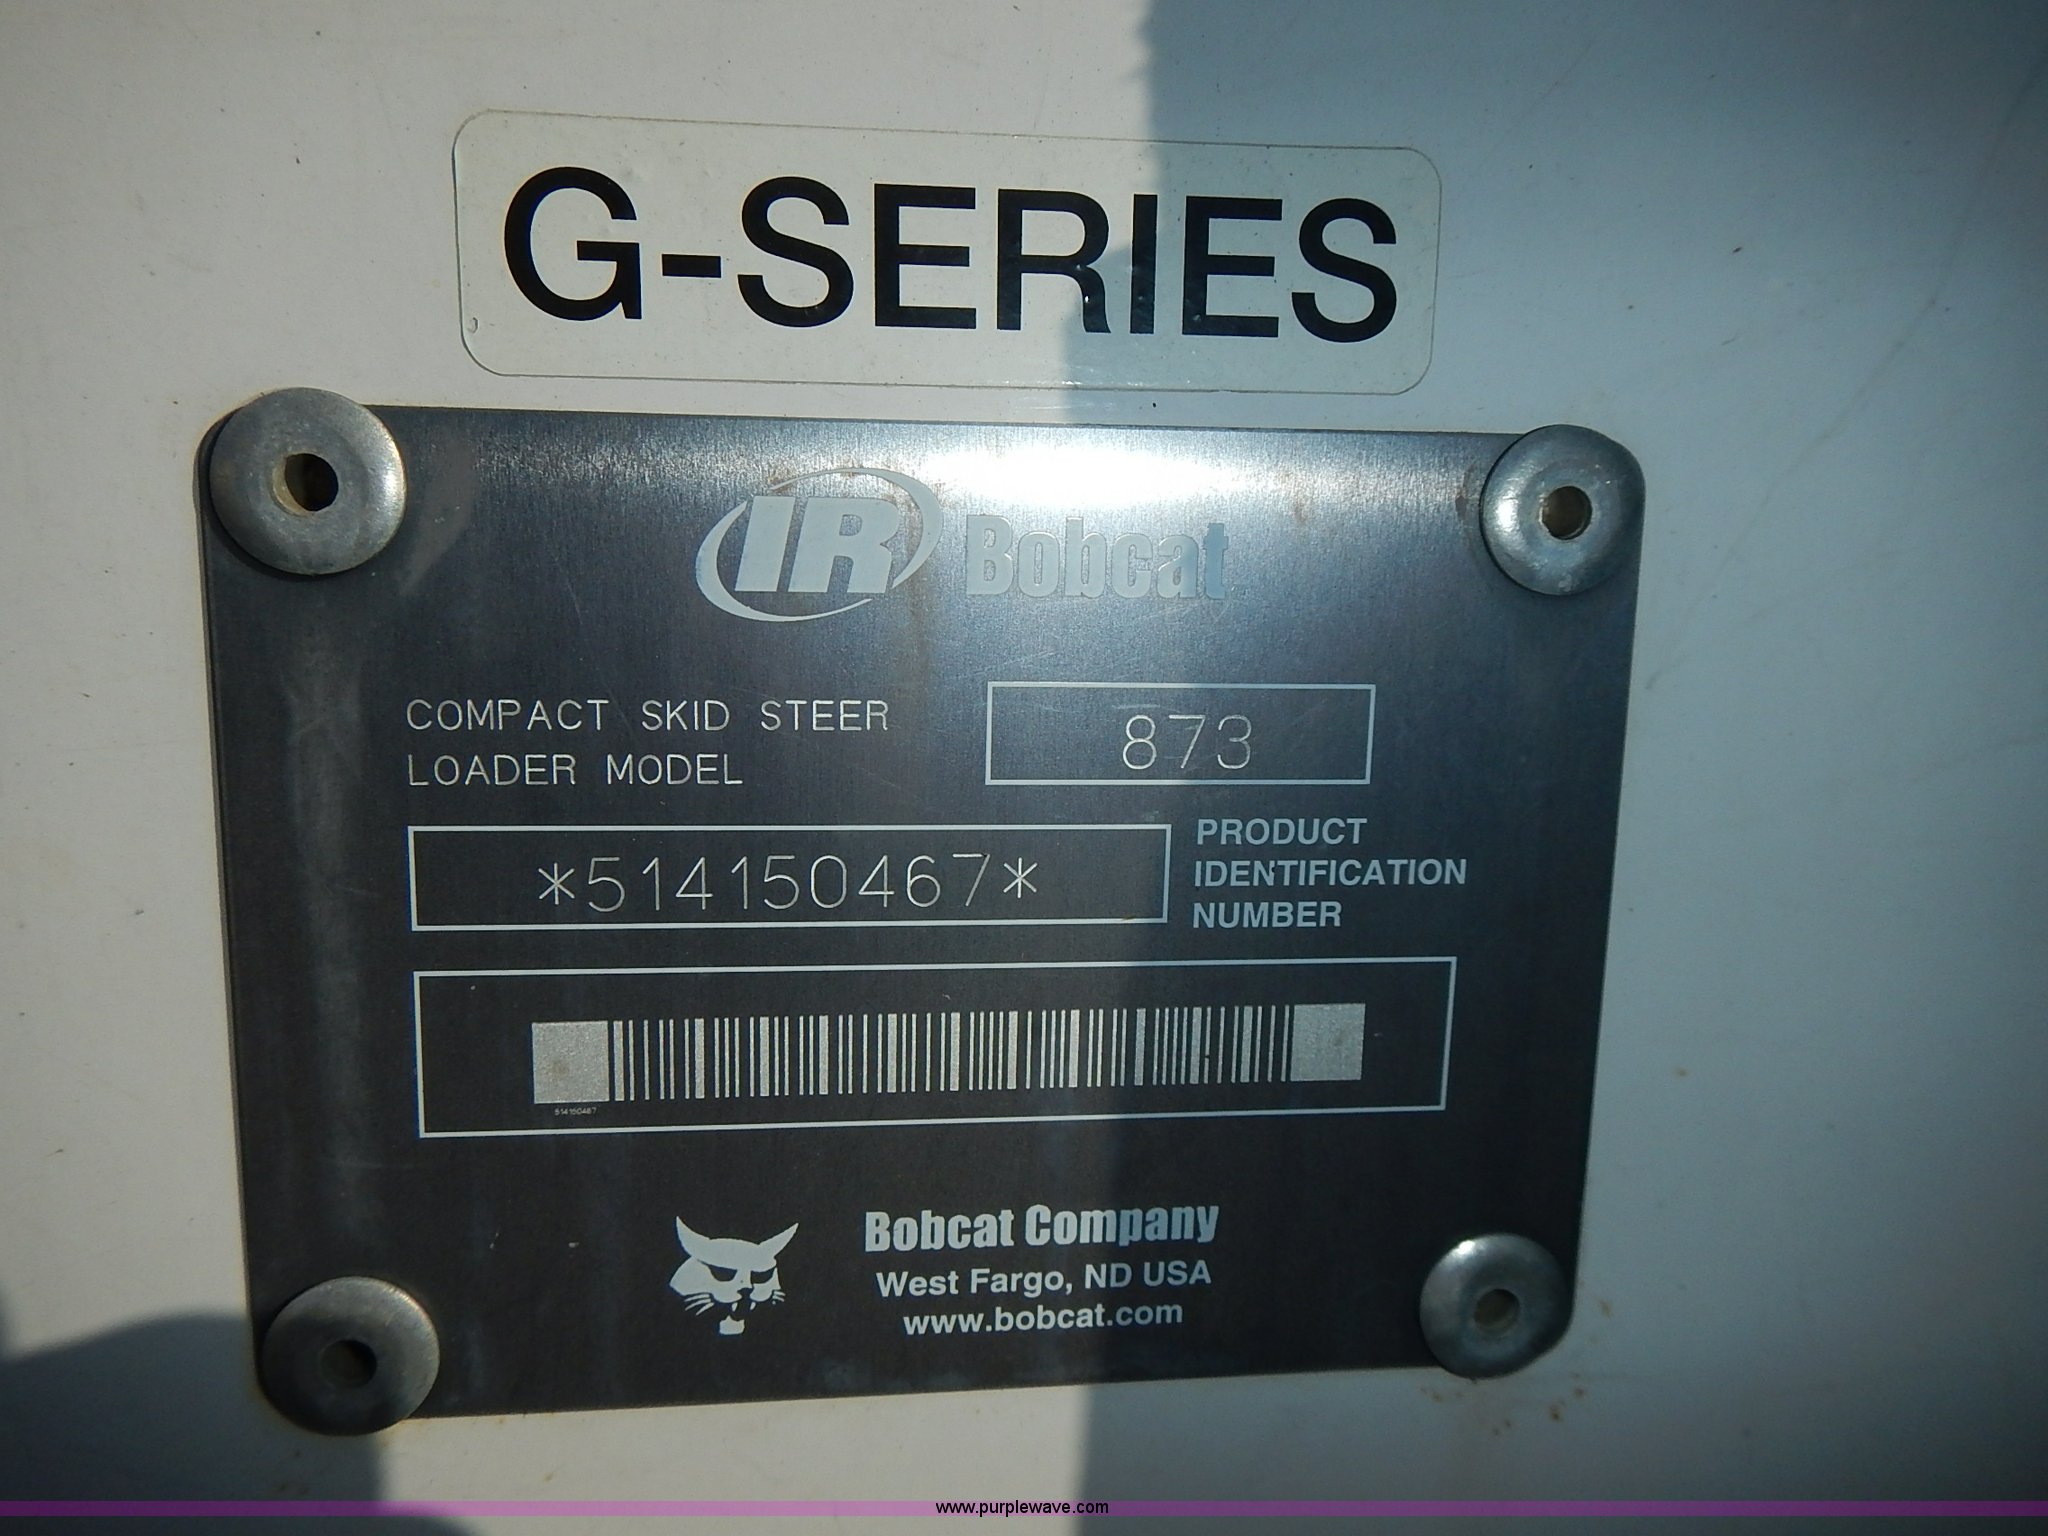 G-SERIES
IR Bobcat
COMPACT SKID STEER
LOADER MODEL
873
*514150467*
PRODUCT
IDENTIFICATION
NUMBER
514150467
Bobcat Company
West Fargo, ND USA
www.bobcat.com
www.purplewave.com